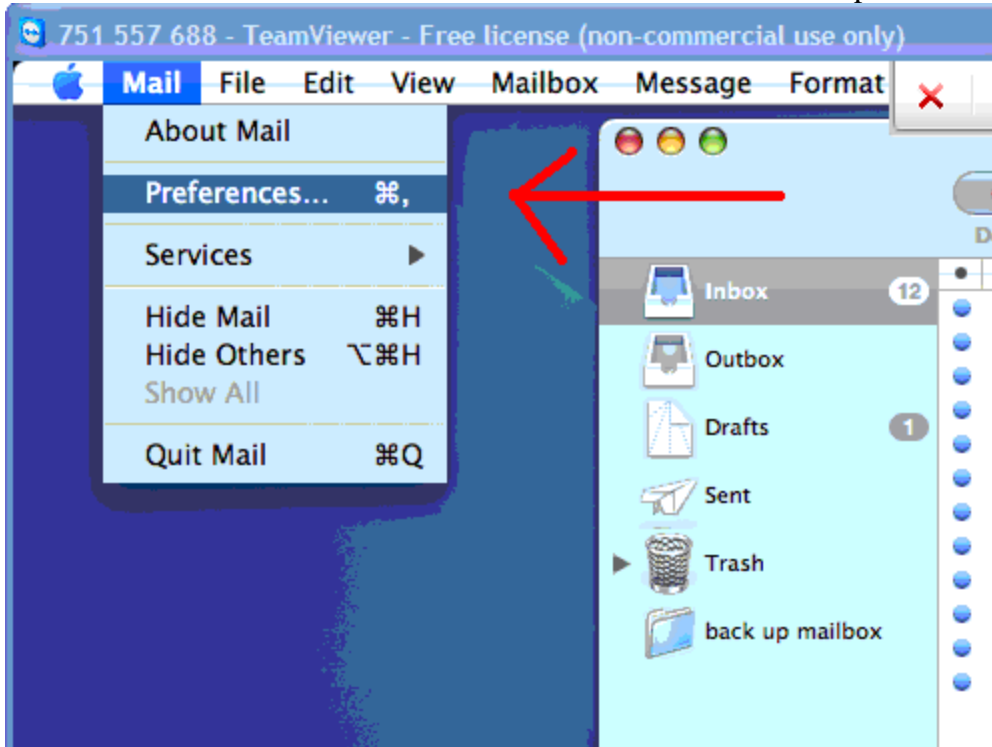 751 557 688 - TeamViewer - Free license (non-commercial use only)
Mail File Edit View Mailbox Message Format
About Mail
Preferences... ⌘,
Services
Hide Mail ⌘H
Hide Others ⌥⌘H
Show All
Quit Mail ⌘Q
Inbox 12
Outbox
Drafts 1
Sent
Trash
back up mailbox